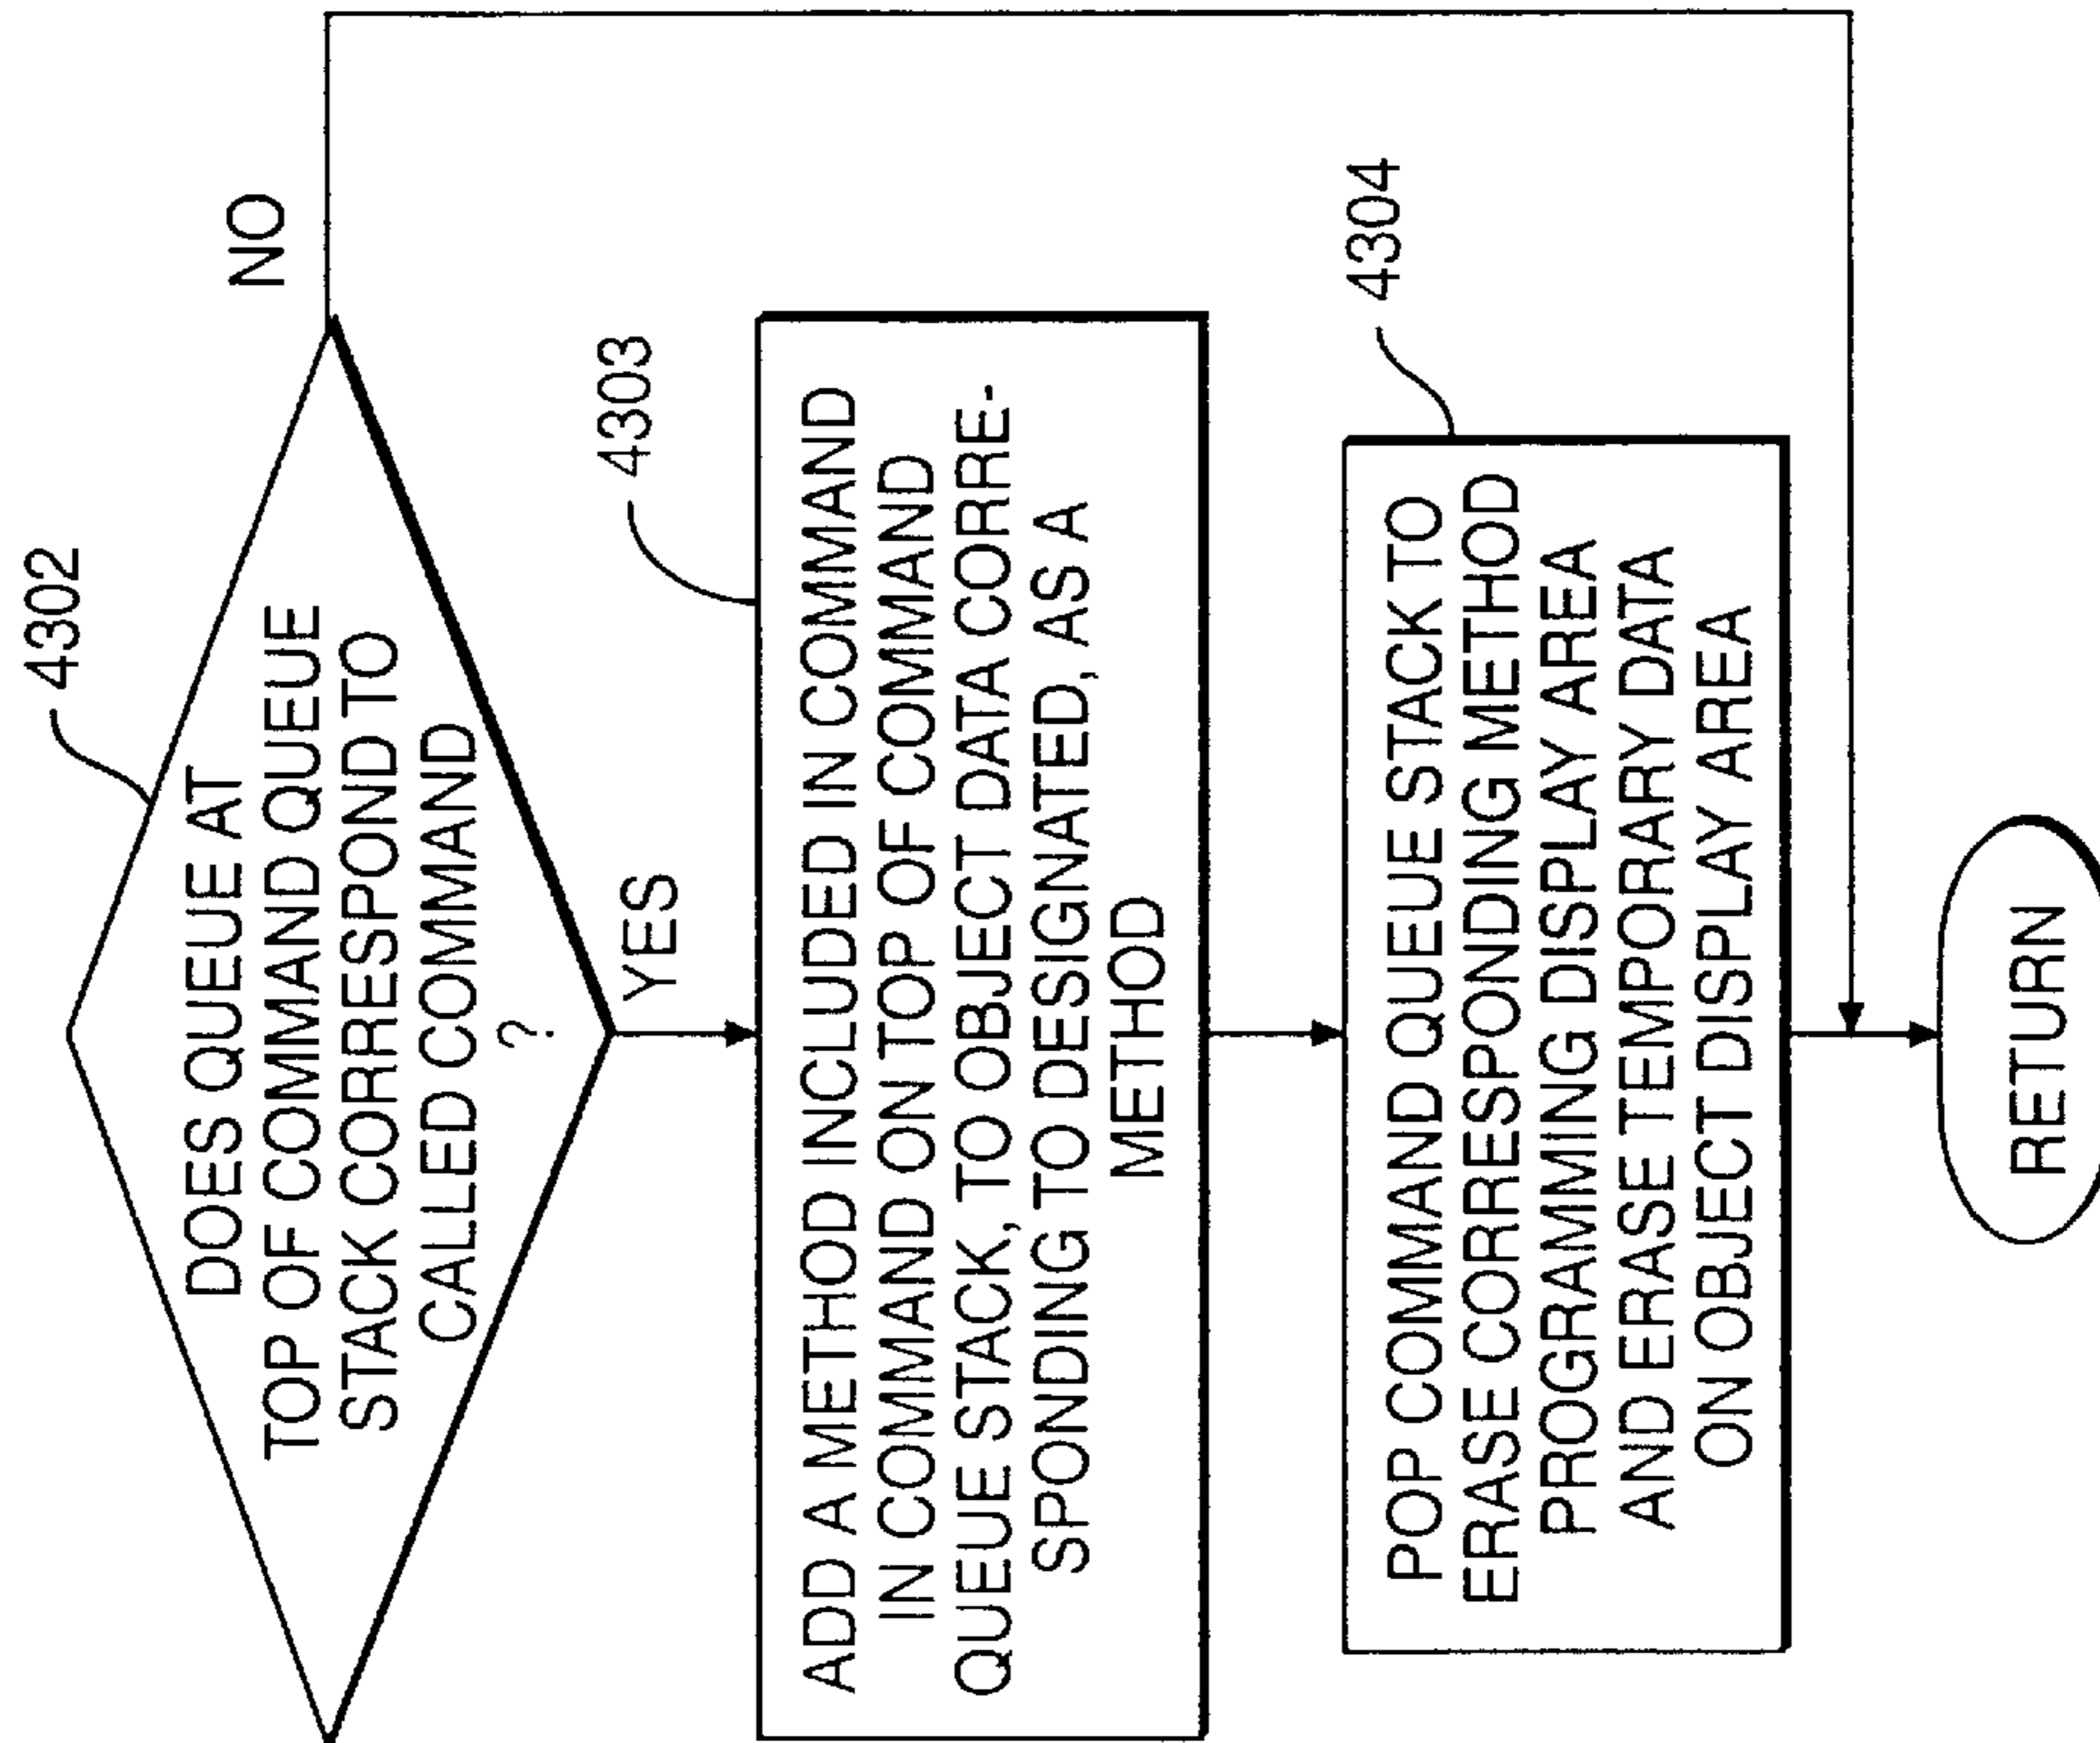 4302
DOES QUEUE AT
TOP OF COMMAND QUEUE
STACK CORRESPOND TO
CALLED COMMAND
?
NO
YES
4303
ADD A METHOD INCLUDED IN COMMAND
IN COMMAND ON TOP OF COMMAND
QUEUE STACK, TO OBJECT DATA CORRE-
SPONDING TO DESIGNATED, AS A
METHOD
4304
POP COMMAND QUEUE STACK TO
ERASE CORRESPONDING METHOD
PROGRAMMING DISPLAY AREA
AND ERASE TEMPORARY DATA
ON OBJECT DISPLAY AREA
RETURN